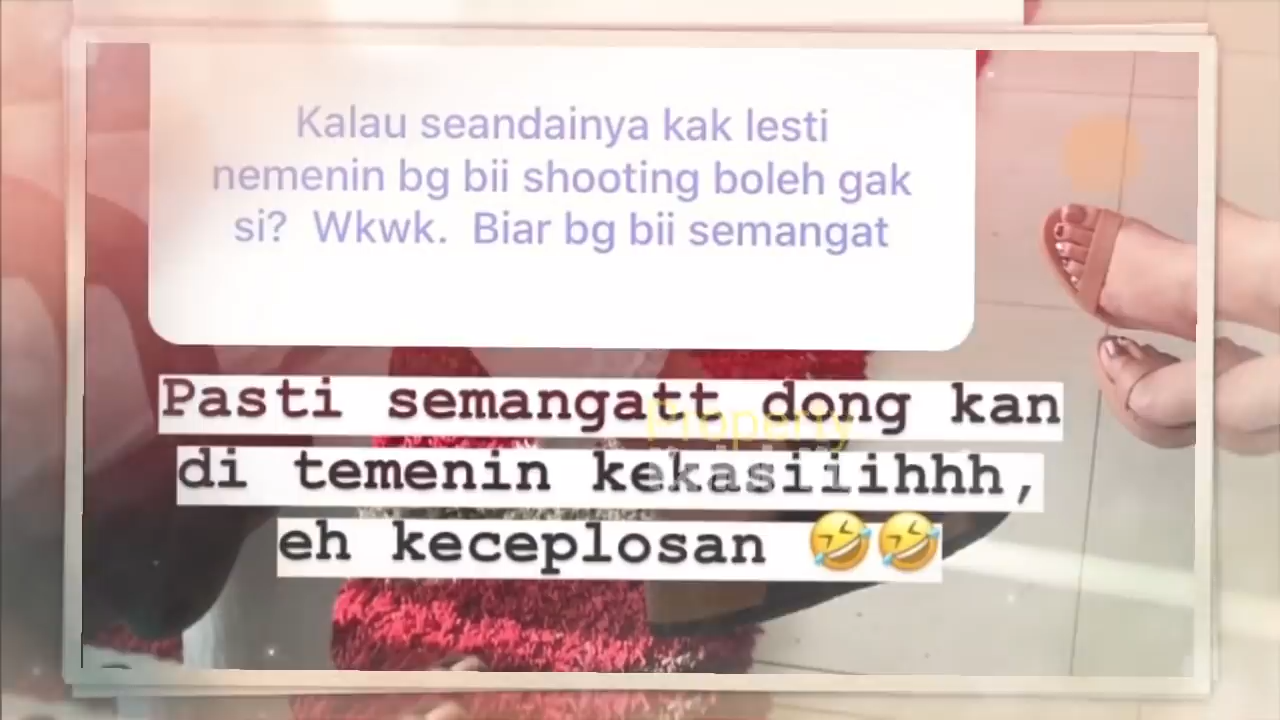 Kalau seandainya kak lesti
nemenin bg bii shooting boleh gak
si? Wkwk. Biar bg bii semangat
Pasti semangatt dong kan
di temenin kekasiiihhh,
eh keceplosan 🤣🤣
Property